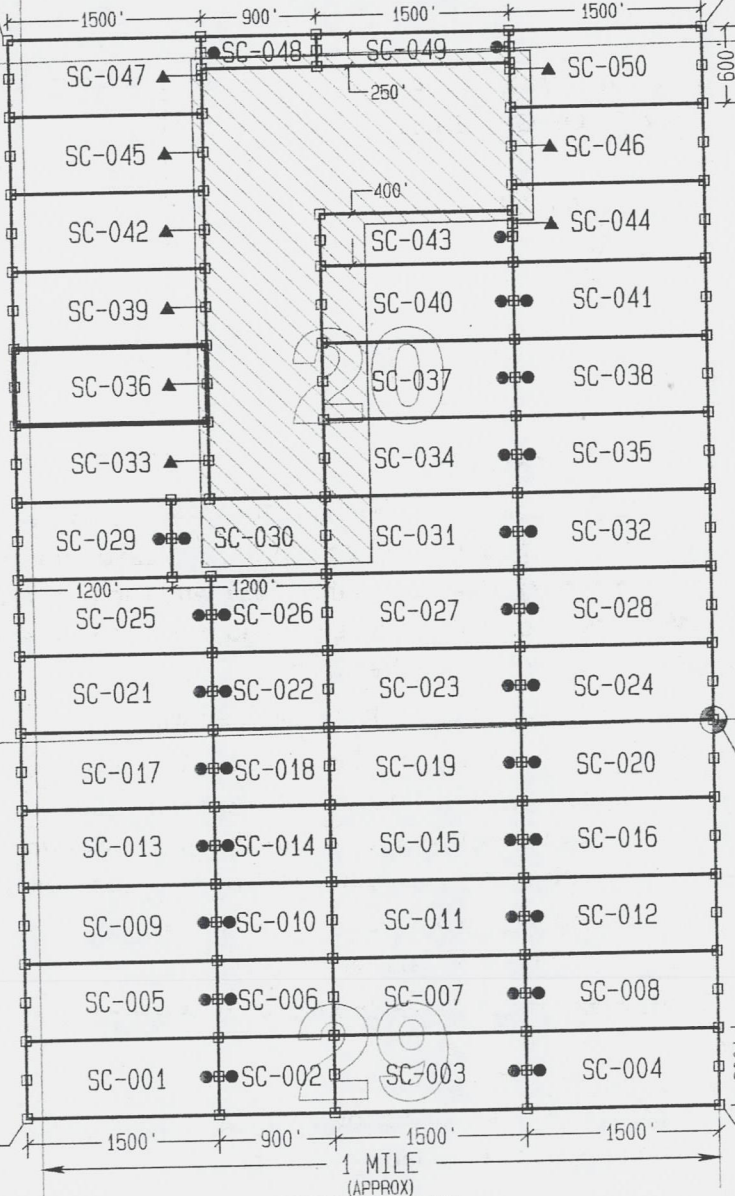 1500' 900' 1500' 1500'
SC-048 SC-049
SC-047 SC-050
600'
250'
SC-045 SC-046
400'
SC-042 SC-044
SC-043
SC-039 SC-040 SC-041
20
SC-036 SC-037 SC-038
SC-033 SC-034 SC-035
SC-029 SC-030 SC-031 SC-032
1200' 1200'
SC-025 SC-026 SC-027 SC-028
SC-021 SC-022 SC-023 SC-024
SC-017 SC-018 SC-019 SC-020
SC-013 SC-014 SC-015 SC-016
SC-009 SC-010 SC-011 SC-012
SC-005 SC-006 SC-007 SC-008
29
SC-001 SC-002 SC-003 SC-004
1500' 900' 1500' 1500'
1 MILE
(APPROX)